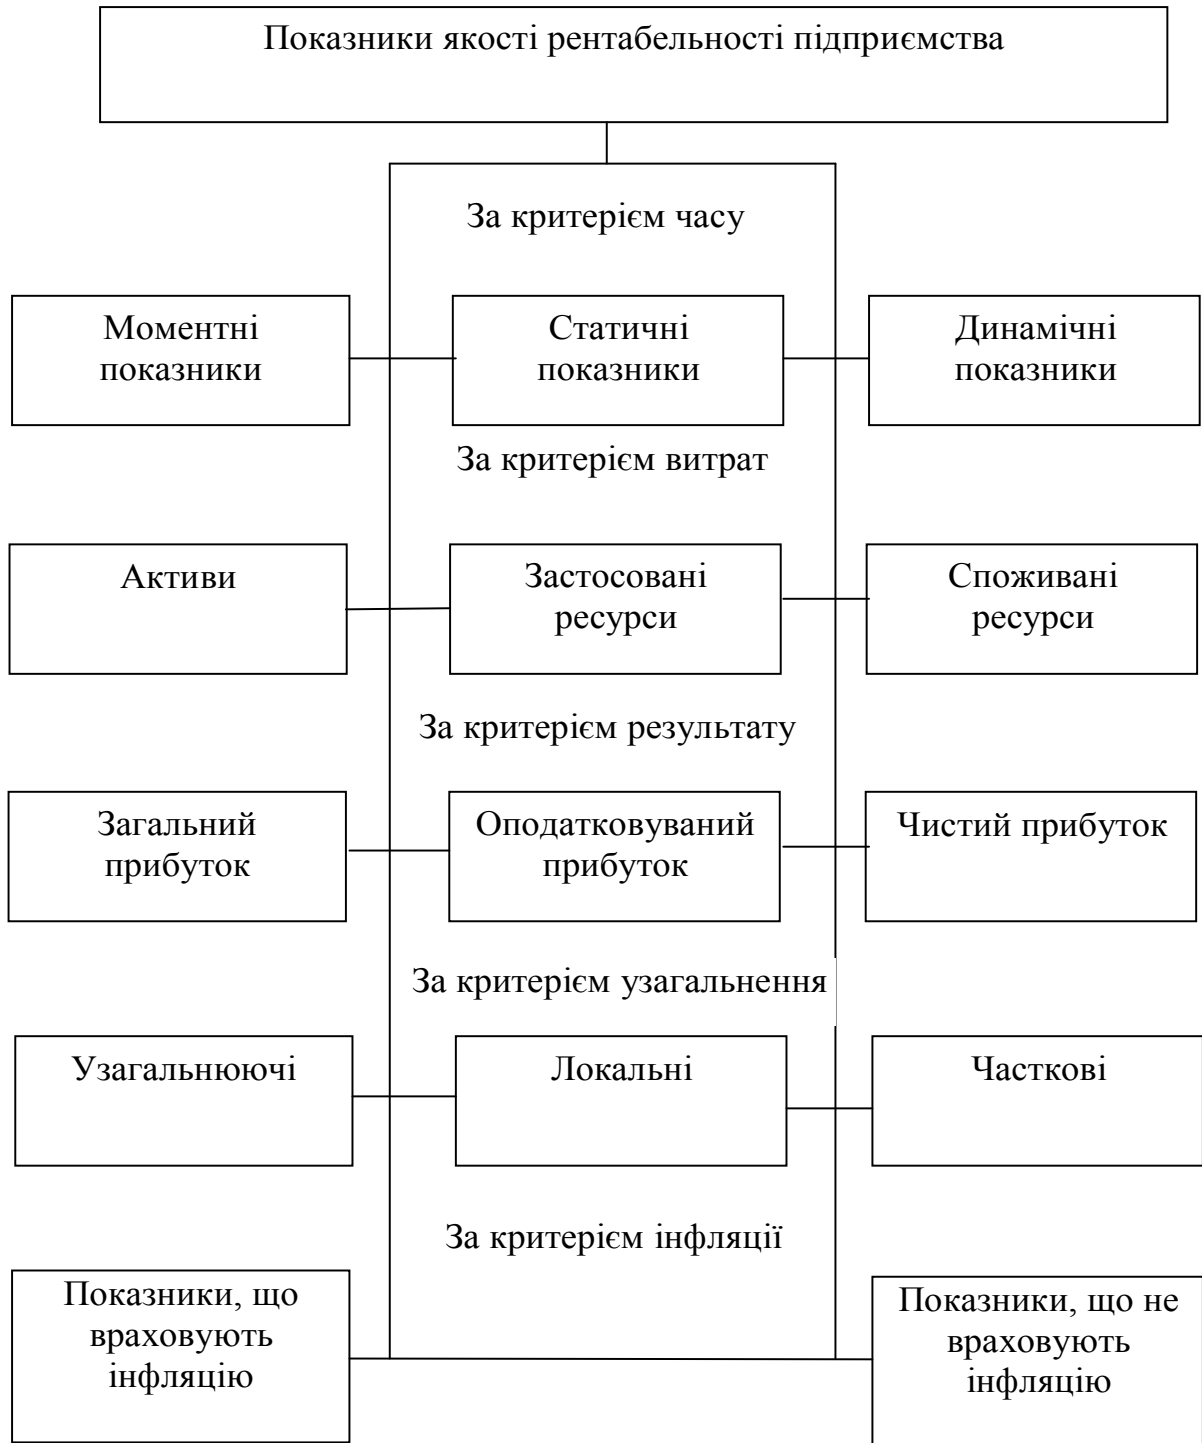 Показники якості рентабельності підприємства
За критерієм часу
Моментні
показники
Статичні
показники
Динамічні
показники
За критерієм витрат
Активи
Застосовані
ресурси
Споживані
ресурси
За критерієм результату
Загальний
прибуток
Оподатковуваний
прибуток
Чистий прибуток
За критерієм узагальнення
Узагальнюючі
Локальні
Часткові
За критерієм інфляції
Показники, що
враховують
інфляцію
Показники, що не
враховують
інфляцію